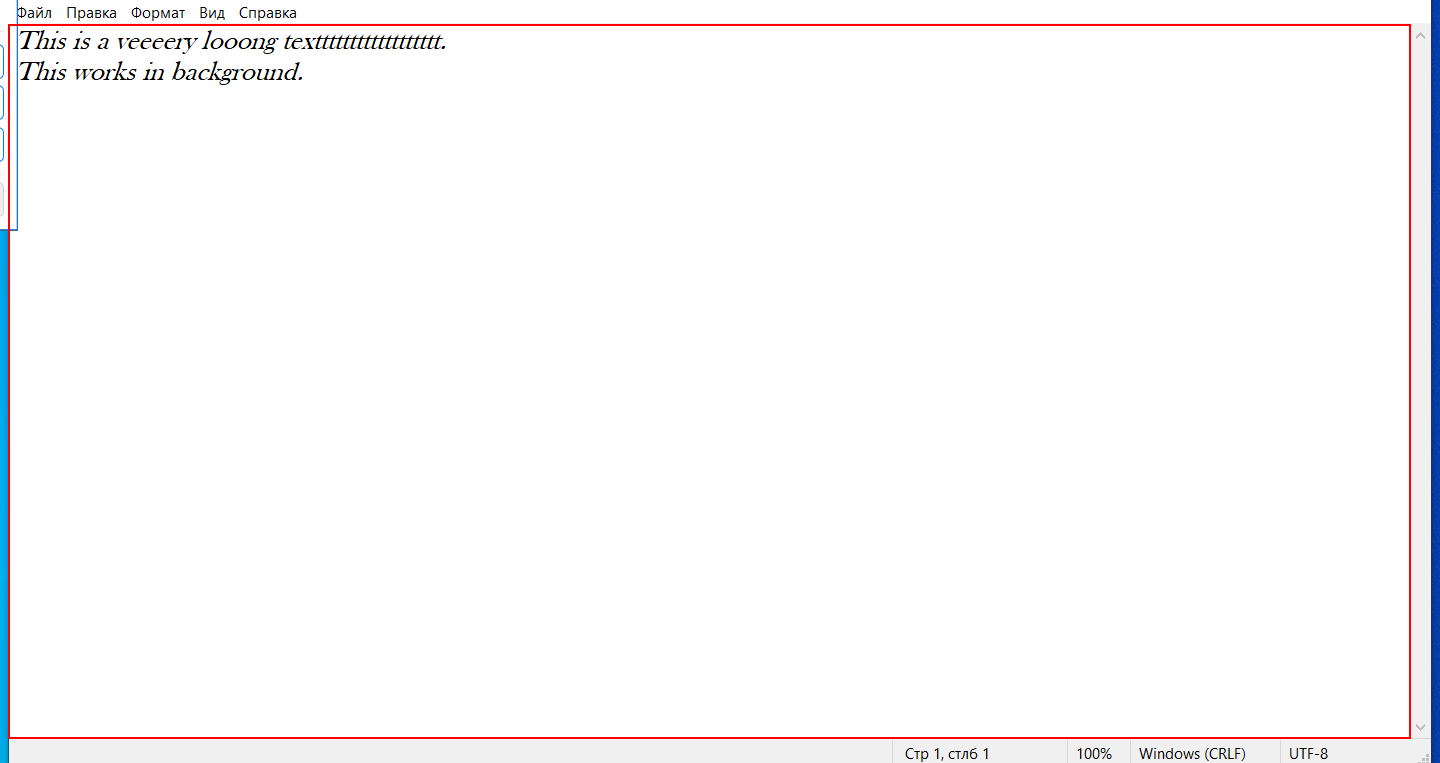 Файл Правка Формат Вид Справка
This is a veeeery looong texttttttttttttttttttt.
This works in background.
Стр 1, стлб 1 100% Windows (CRLF) UTF-8